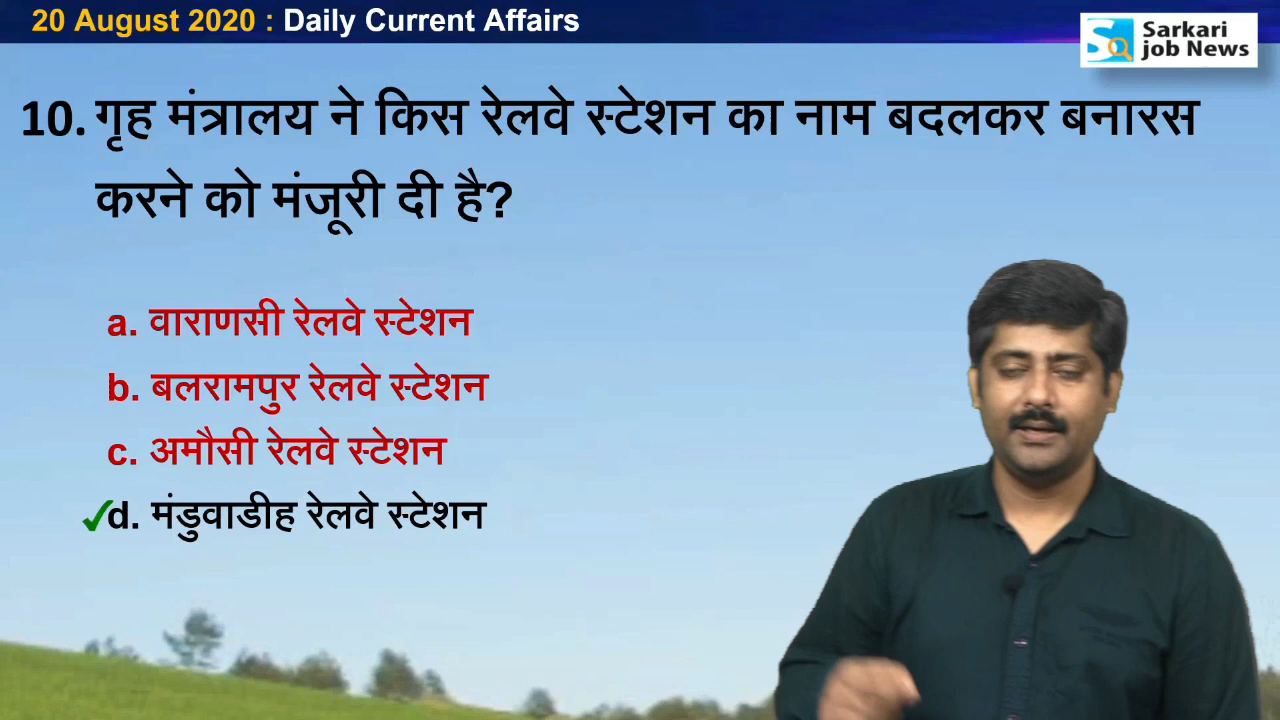 20 August 2020 : Daily Current Affairs
Sarkari
job News
10. गृह मंत्रालय ने किस रेलवे स्टेशन का नाम बदलकर बनारस
करने को मंजूरी दी है?
a. वाराणसी रेलवे स्टेशन
b. बलरामपुर रेलवे स्टेशन
c. अमौसी रेलवे स्टेशन
d. मंडुवाडीह रेलवे स्टेशन